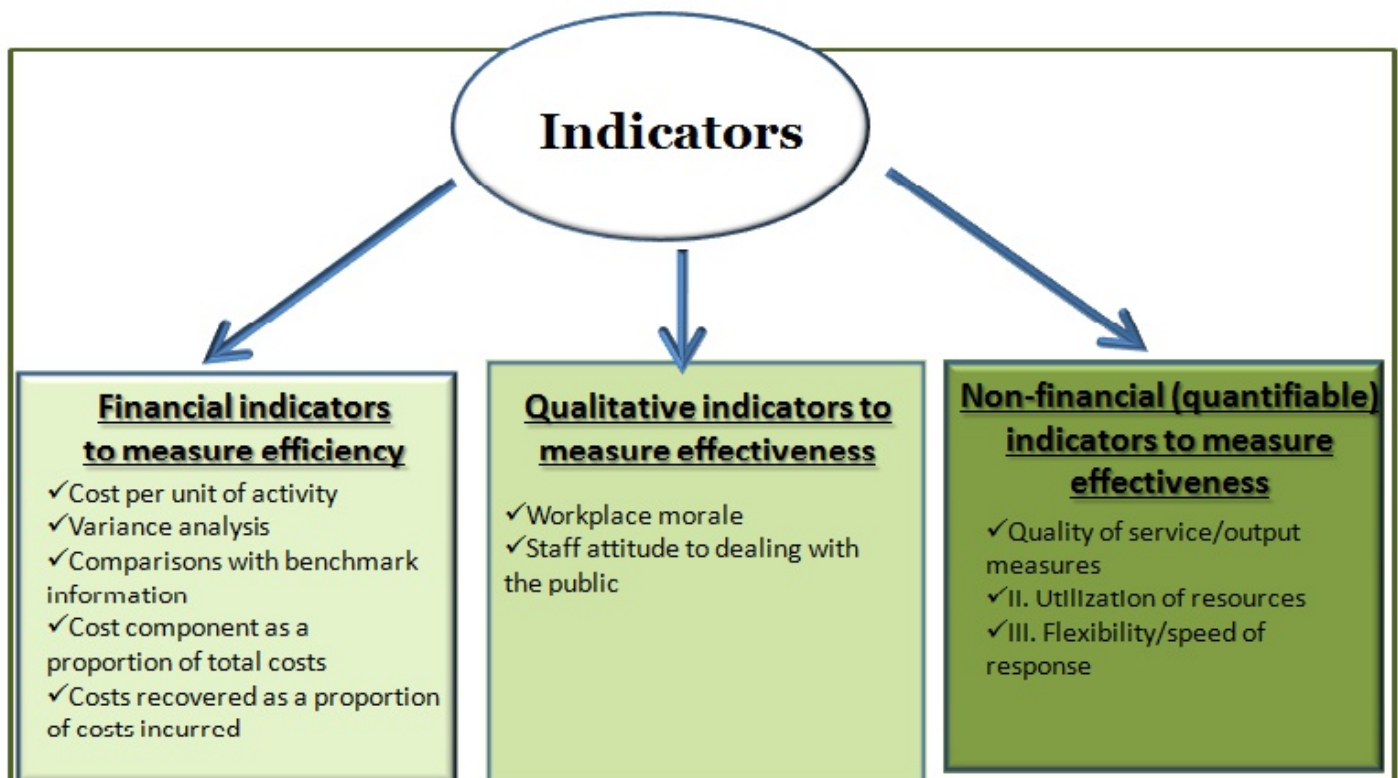 Indicators
Financial indicators
to measure efficiency
✓Cost per unit of activity
✓Variance analysis
✓Comparisons with benchmark
information
✓Cost component as a
proportion of total costs
✓Costs recovered as a proportion
of costs incurred
Qualitative indicators to
measure effectiveness
✓Workplace morale
✓Staff attitude to dealing with
the public
Non-financial (quantifiable)
indicators to measure
effectiveness
✓Quality of service/output
measures
✓II. Utilization of resources
✓III. Flexibility/speed of
response